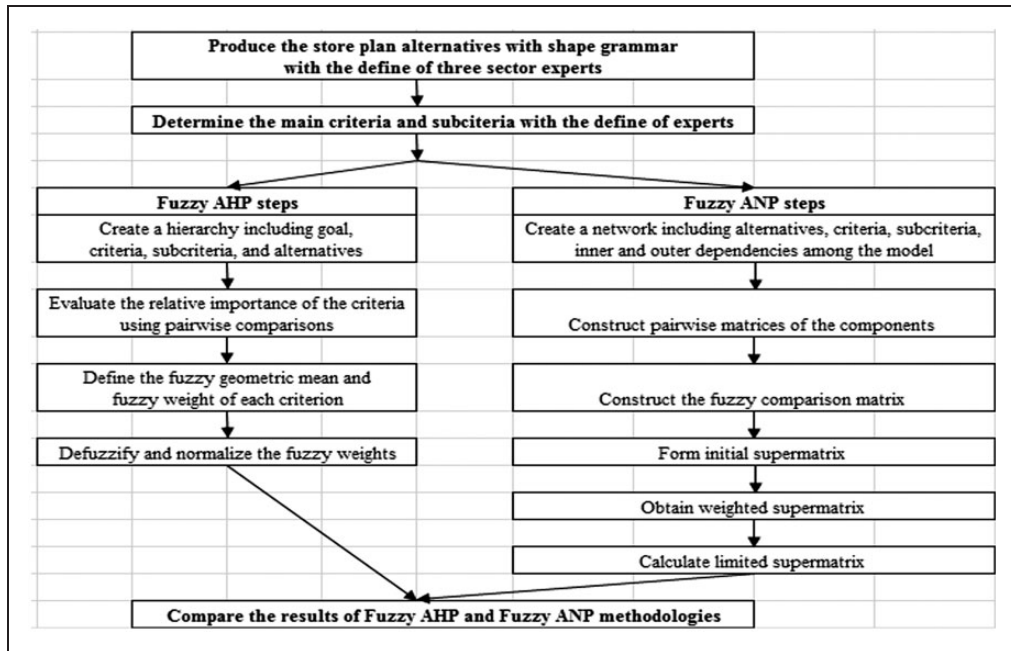 Produce the store plan alternatives with shape grammar
with the define of three sector experts
Determine the main criteria and subciteria with the define of experts
Fuzzy AHP steps
Create a hierarchy including goal,
criteria, subcriteria, and alternatives
Evaluate the relative importance of the criteria
using pairwise comparisons
Define the fuzzy geometric mean and
fuzzy weight of each criterion
Defuzzify and normalize the fuzzy weights
Fuzzy ANP steps
Create a network including alternatives, criteria, subcriteria,
inner and outer dependencies among the model
Construct pairwise matrices of the components
Construct the fuzzy comparison matrix
Form initial supermatrix
Obtain weighted supermatrix
Calculate limited supermatrix
Compare the results of Fuzzy AHP and Fuzzy ANP methodologies